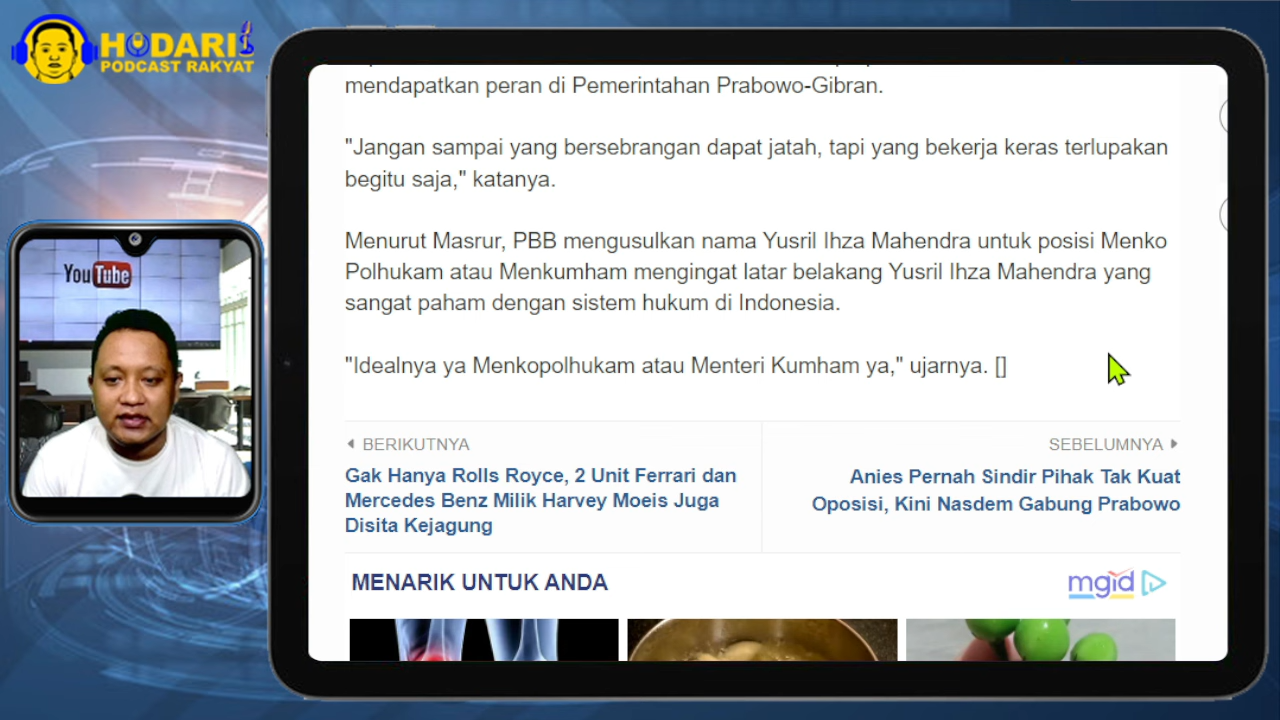 HODARI
PODCAST RAKYAT
YouTube
mendapatkan peran di Pemerintahan Prabowo-Gibran.
"Jangan sampai yang bersebrangan dapat jatah, tapi yang bekerja keras terlupakan
begitu saja," katanya.
Menurut Masrur, PBB mengusulkan nama Yusril Ihza Mahendra untuk posisi Menko
Polhukam atau Menkumham mengingat latar belakang Yusril Ihza Mahendra yang
sangat paham dengan sistem hukum di Indonesia.
"Idealnya ya Menkopolhukam atau Menteri Kumham ya," ujarnya. []
BERIKUTNYA
Gak Hanya Rolls Royce, 2 Unit Ferrari dan
Mercedes Benz Milik Harvey Moeis Juga
Disita Kejagung
SEBELUMNYA
Anies Pernah Sindir Pihak Tak Kuat
Oposisi, Kini Nasdem Gabung Prabowo
MENARIK UNTUK ANDA
mgid